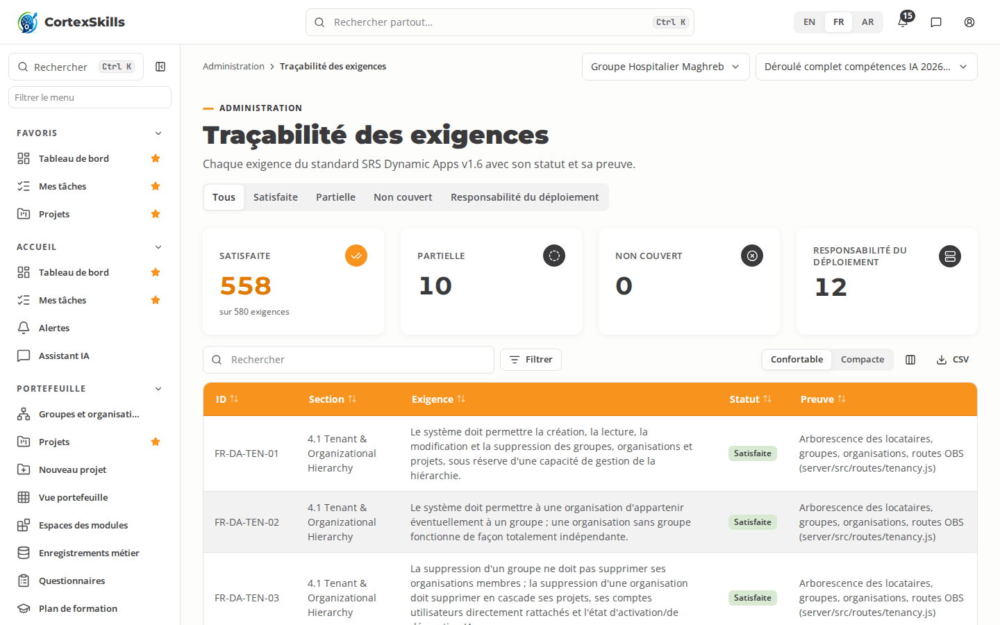 CortexSkills
Rechercher partout...
Ctrl K
EN
FR
AR
15
Rechercher
Ctrl K
Filtrer le menu
FAVORIS
Tableau de bord
Mes tâches
Projets
ACCUEIL
Tableau de bord
Mes tâches
Alertes
Assistant IA
PORTEFEUILLE
Groupes et organisati...
Projets
Nouveau projet
Vue portefeuille
Espaces des modules
Enregistrements métier
Questionnaires
Plan de formation
Administration
Traçabilité des exigences
Groupe Hospitalier Maghreb
Déroulé complet compétences IA 2026...
ADMINISTRATION
Traçabilité des exigences
Chaque exigence du standard SRS Dynamic Apps v1.6 avec son statut et sa preuve.
Tous
Satisfaite
Partielle
Non couvert
Responsabilité du déploiement
SATISFAITE
558
sur 580 exigences
PARTIELLE
10
NON COUVERT
0
RESPONSABILITÉ DU
DÉPLOIEMENT
12
Rechercher
Filtrer
Confortable
Compacte
CSV
ID
Section
Exigence
Statut
Preuve
FR-DA-TEN-01
4.1 Tenant &
Organizational
Hierarchy
Le système doit permettre la création, la lecture, la
modification et la suppression des groupes, organisations et
projets, sous réserve d'une capacité de gestion de la
hiérarchie.
Satisfaite
Arborescence des locataires,
groupes, organisations, routes OBS
(server/src/routes/tenancy.js)
FR-DA-TEN-02
4.1 Tenant &
Organizational
Hierarchy
Le système doit permettre à une organisation d'appartenir
éventuellement à un groupe ; une organisation sans groupe
fonctionne de façon totalement indépendante.
Satisfaite
Arborescence des locataires,
groupes, organisations, routes OBS
(server/src/routes/tenancy.js)
FR-DA-TEN-03
4.1 Tenant &
Organizational
Hierarchy
La suppression d'un groupe ne doit pas supprimer ses
organisations membres ; la suppression d'une organisation
doit supprimer en cascade ses projets, ses comptes
utilisateurs directement rattachés et l'état d'activation/de
Satisfaite
Arborescence des locataires,
groupes, organisations, routes OBS
(server/src/routes/tenancy.js)